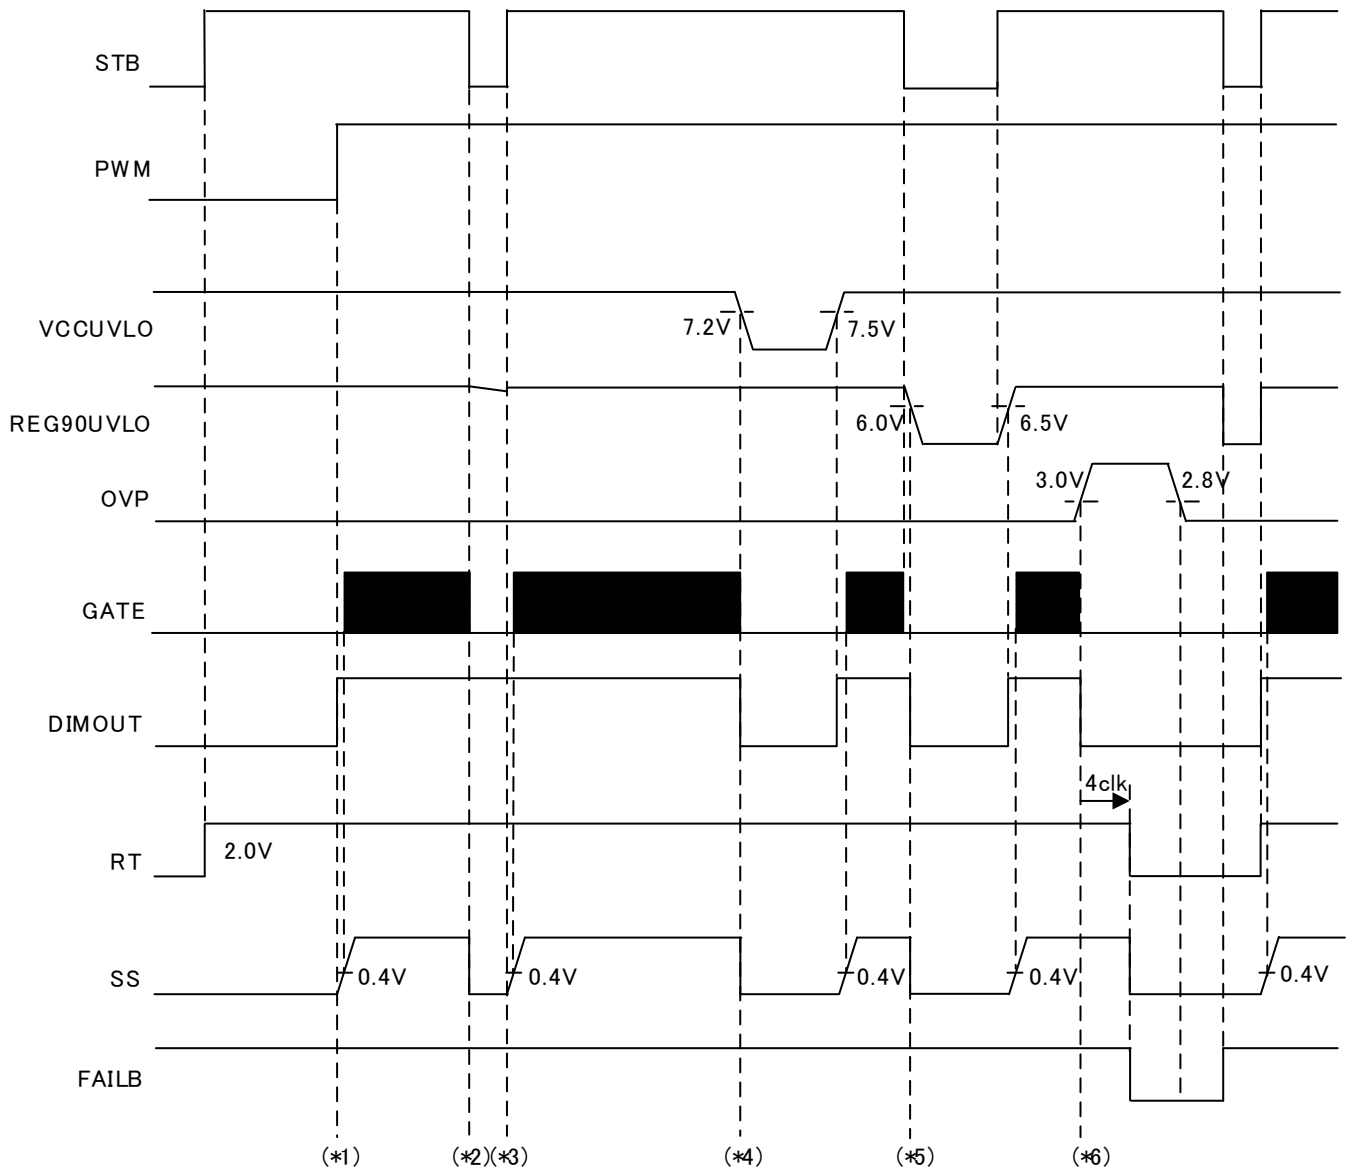 STB
PWM
VCCUVLO
7.2V
7.5V
REG90UVLO
6.0V
6.5V
OVP
3.0V
2.8V
GATE
DIMOUT
4clk
RT
2.0V
SS
0.4V
0.4V
0.4V
0.4V
0.4V
FAILB
(*1)
(*2)
(*3)
(*4)
(*5)
(*6)